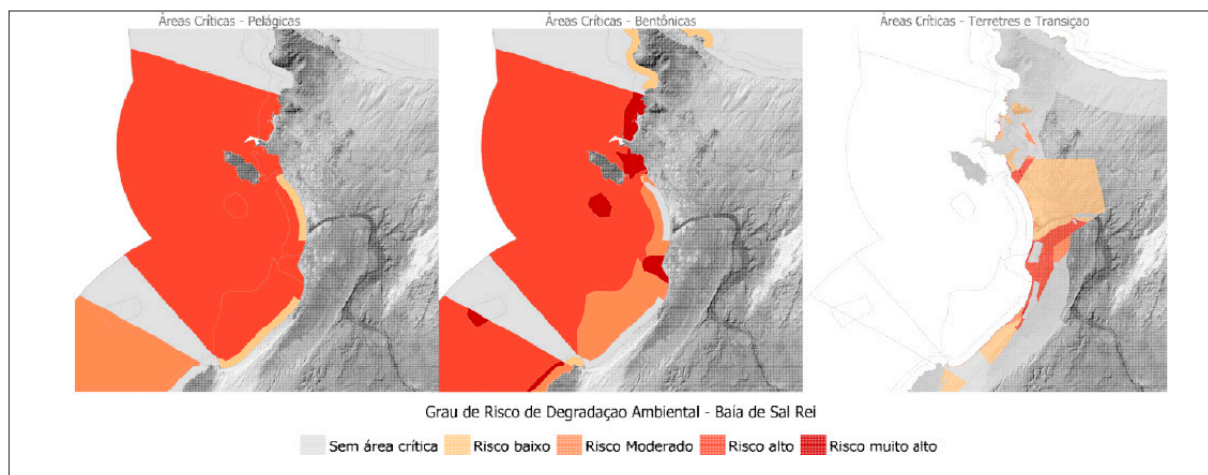 Áreas Críticas - Pelágicas
Áreas Críticas - Bentônicas
Áreas Críticas - Terretres e Transiçao
Grau de Risco de Degradaçao Ambiental - Baía de Sal Rei
Sem área crítica
Risco baixo
Risco Moderado
Risco alto
Risco muito alto